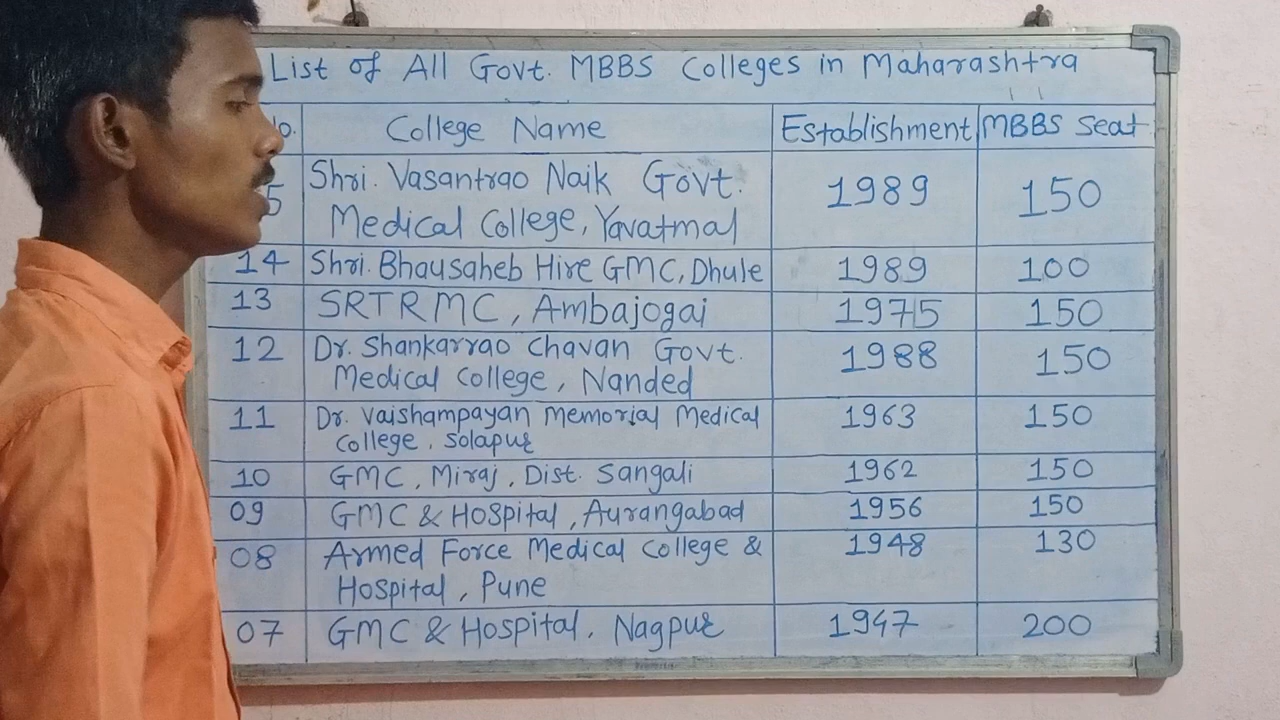 List of All Govt. MBBS Colleges in Maharashtra
o. College Name Establishment MBBS Seat
5 Shri. Vasantrao Naik Govt. Medical College, Yavatmal 1989 150
14 Shri. Bhausaheb Hire GMC, Dhule 1989 100
13 SRTRMC, Ambajogai 1975 150
12 Dr. Shankarrao Chavan Govt. Medical College, Nanded 1988 150
11 Dr. Vaishampayan Memorial Medical College, Solapur 1963 150
10 GMC, Miraj, Dist. Sangali 1962 150
09 GMC & Hospital, Aurangabad 1956 150
08 Armed Force Medical College & Hospital, Pune 1948 130
07 GMC & Hospital, Nagpur 1947 200